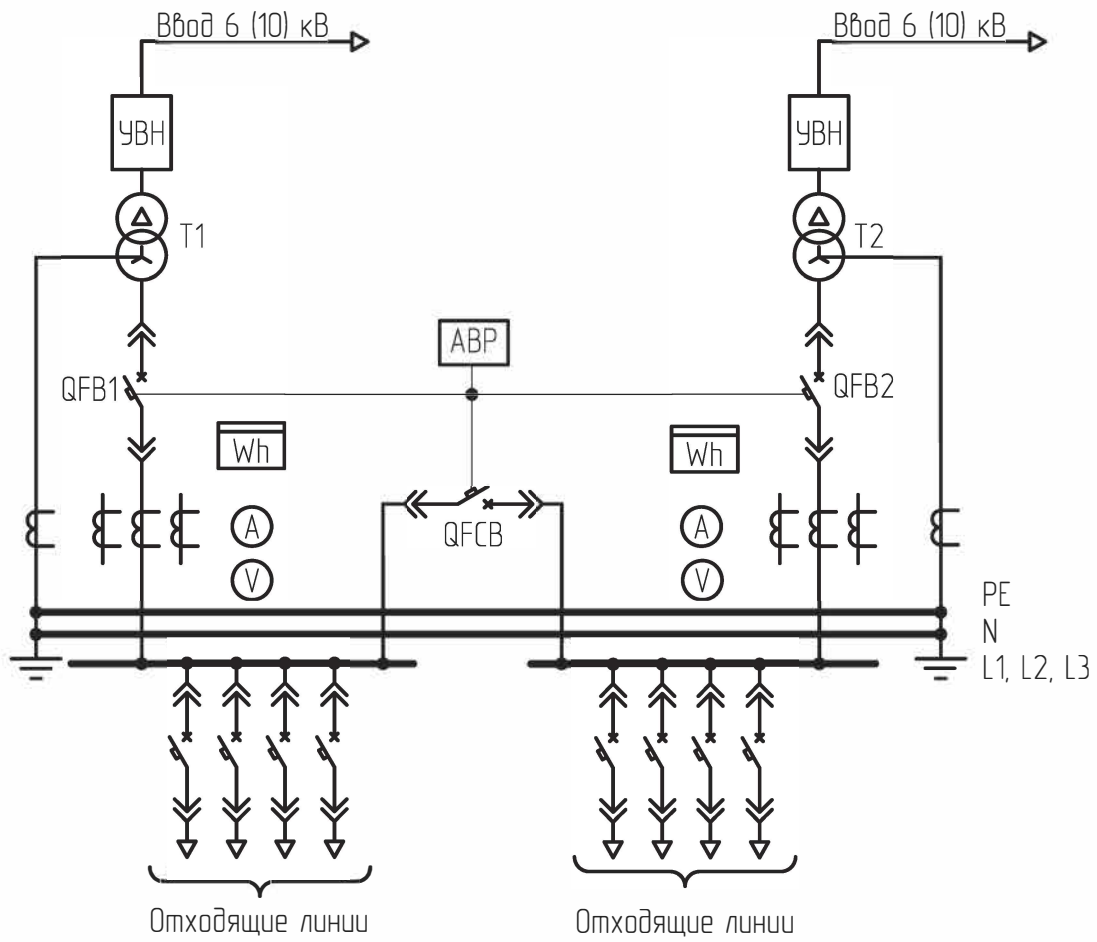 Ввод 6 (10) кВ
Ввод 6 (10) кВ
УВН
УВН
T1
T2
АВР
QFB1
QFB2
Wh
Wh
A
QFCB
A
V
V
PE
N
L1, L2, L3
Отходящие линии
Отходящие линии